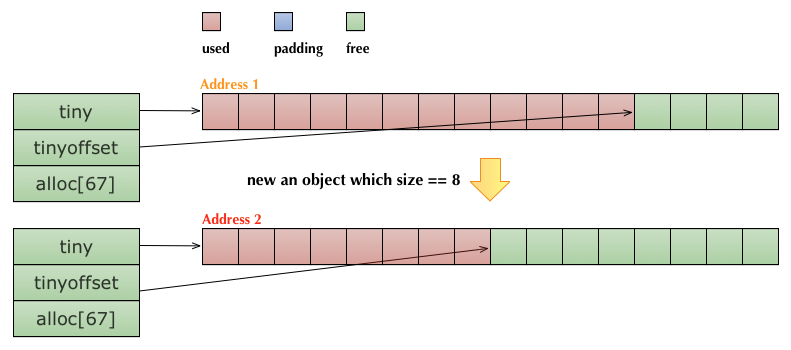 used padding free
Address 1
tiny
tinyoffset
alloc[67]
new an object which size == 8
Address 2
tiny
tinyoffset
alloc[67]